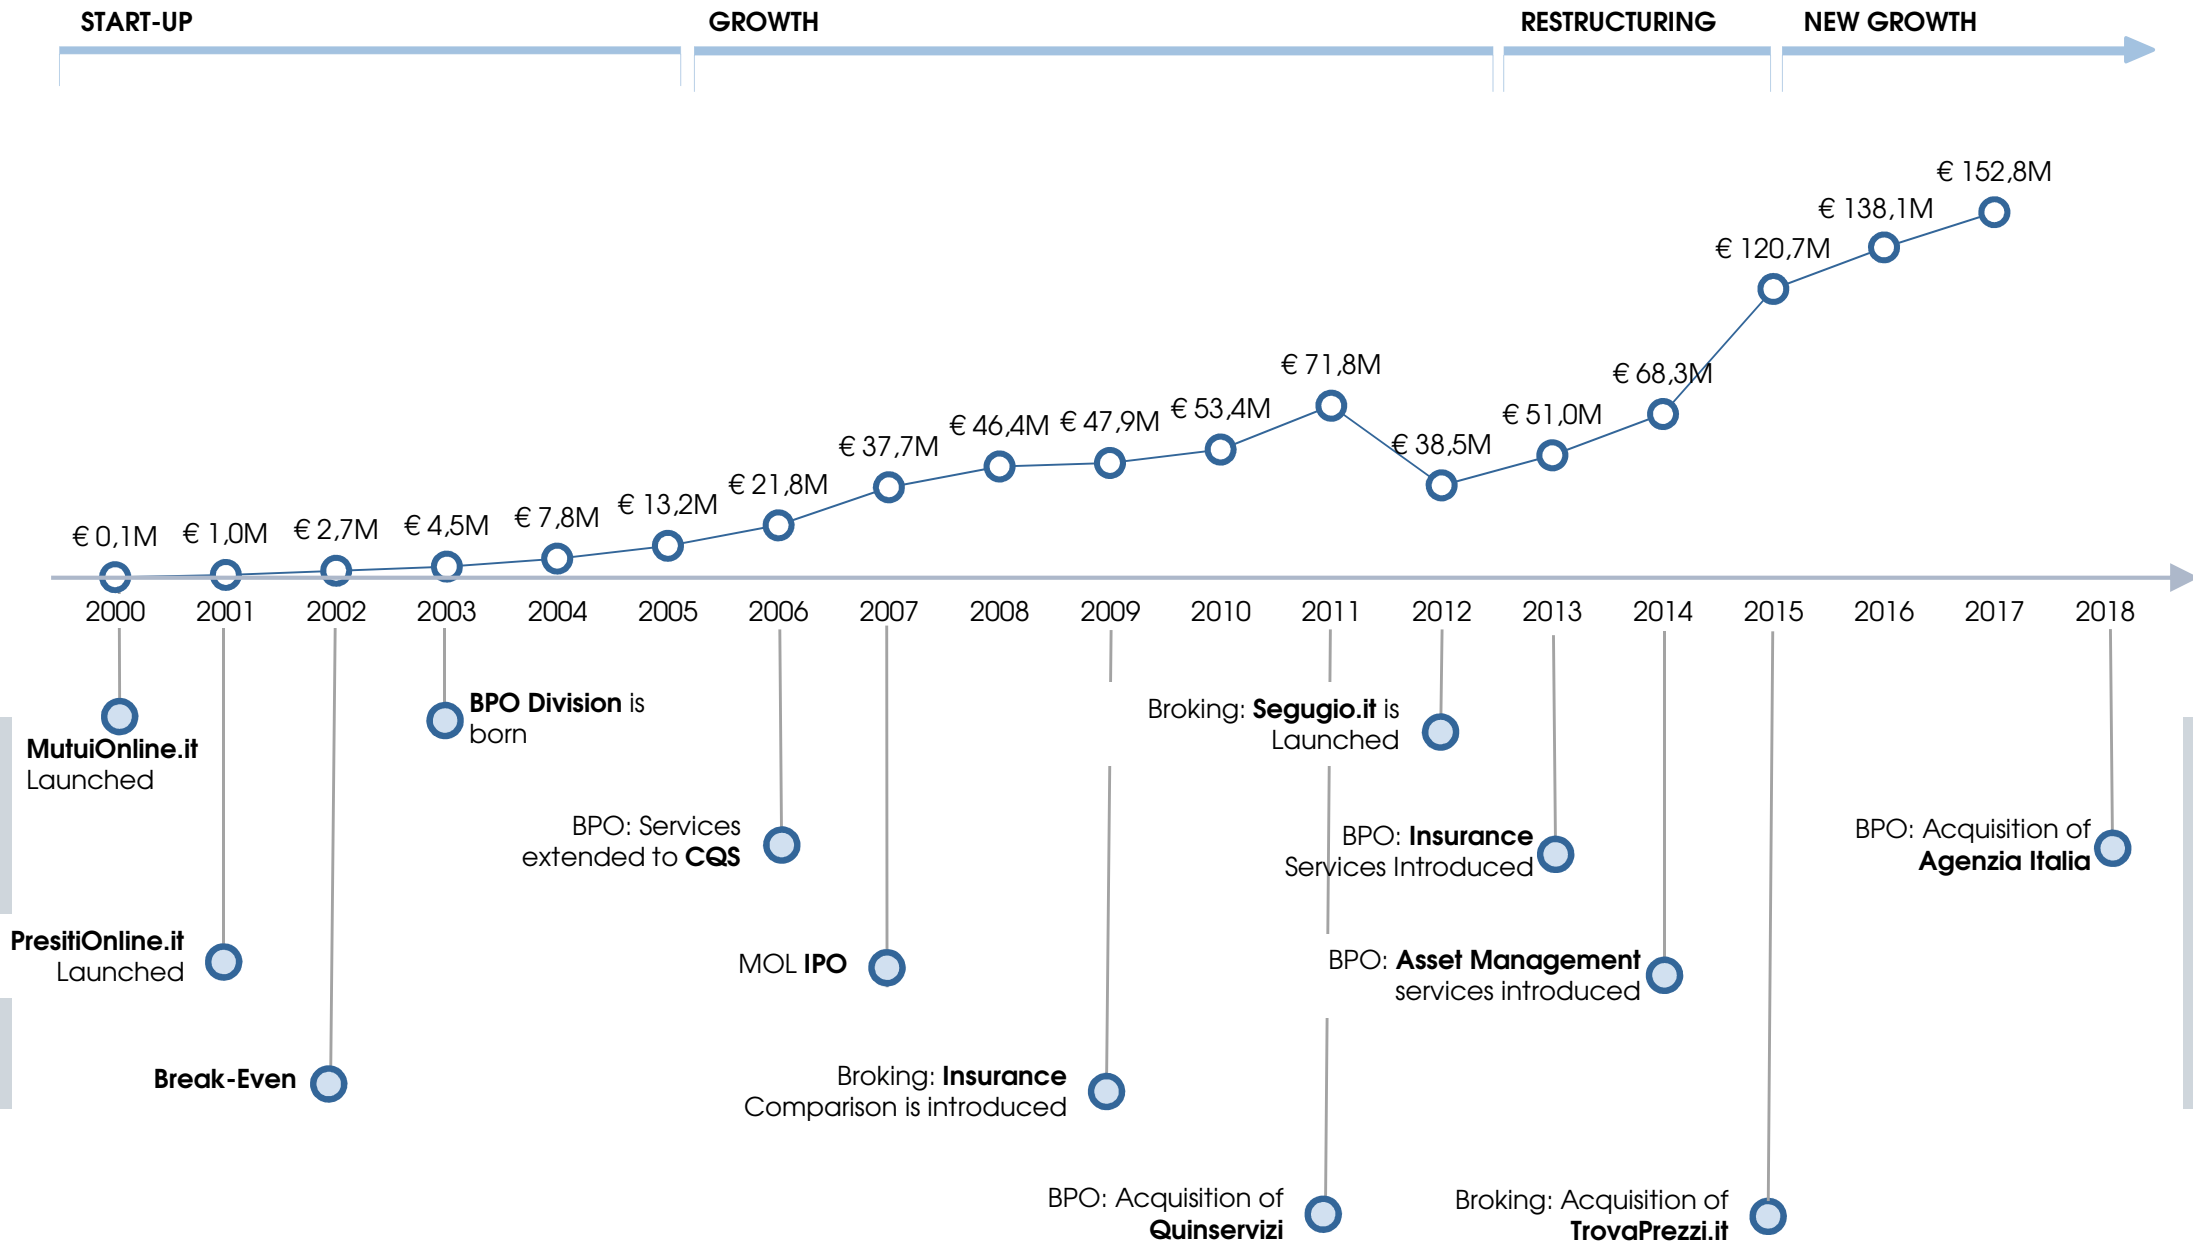 START-UP
GROWTH
RESTRUCTURING
NEW GROWTH
€ 0,1M
€ 1,0M
€ 2,7M
€ 4,5M
€ 7,8M
€ 13,2M
€ 21,8M
€ 37,7M
€ 46,4M
€ 47,9M
€ 53,4M
€ 71,8M
€ 38,5M
€ 51,0M
€ 68,3M
€ 120,7M
€ 138,1M
€ 152,8M
2000
2001
2002
2003
2004
2005
2006
2007
2008
2009
2010
2011
2012
2013
2014
2015
2016
2017
2018
MutuiOnline.it
Launched
PresitiOnline.it
Launched
Break-Even
BPO Division is
born
BPO: Services
extended to CQS
MOL IPO
Broking: Insurance
Comparison is introduced
BPO: Acquisition of
Quinservizi
Broking: Segugio.it is
Launched
BPO: Insurance
Services Introduced
BPO: Asset Management
services introduced
Broking: Acquisition of
TrovaPrezzi.it
BPO: Acquisition of
Agenzia Italia